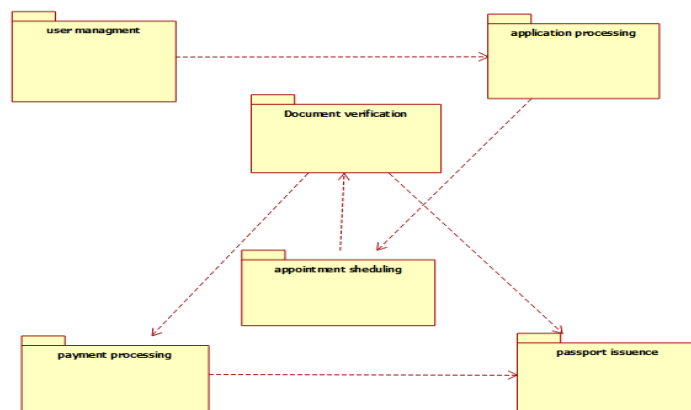 user managment
application processing
Document verification
appointment sheduling
payment processing
passport issuence